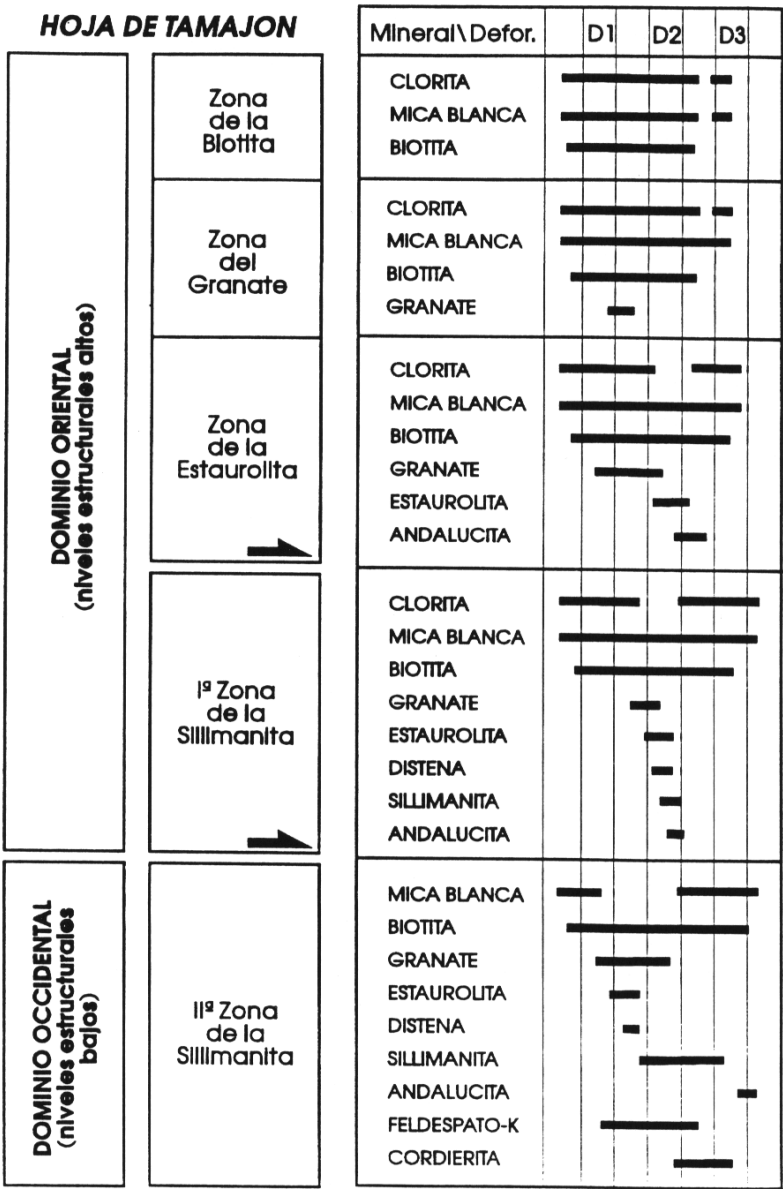 HOJA DE TAMAJON
Mineral\Defor. D1 D2 D3
DOMINIO ORIENTAL
(niveles estructurales altos)
Zona
de la
Biotita
CLORITA
MICA BLANCA
BIOTITA
Zona
del
Granate
CLORITA
MICA BLANCA
BIOTITA
GRANATE
Zona
de la
Estaurolita
CLORITA
MICA BLANCA
BIOTITA
GRANATE
ESTAUROLITA
ANDALUCITA
Iª Zona
de la
Sillimanita
CLORITA
MICA BLANCA
BIOTITA
GRANATE
ESTAUROLITA
DISTENA
SILLIMANITA
ANDALUCITA
DOMINIO OCCIDENTAL
(niveles estructurales
bajos)
IIª Zona
de la
Sillimanita
MICA BLANCA
BIOTITA
GRANATE
ESTAUROLITA
DISTENA
SILLIMANITA
ANDALUCITA
FELDESPATO-K
CORDIERITA